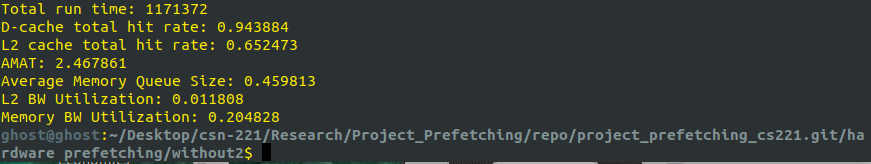 Total run time: 1171372
D-cache total hit rate: 0.943884
L2 cache total hit rate: 0.652473
AMAT: 2.467861
Average Memory Queue Size: 0.459813
L2 BW Utilization: 0.011808
Memory BW Utilization: 0.204828
ghost@ghost:~/Desktop/csn-221/Research/Project_Prefetching/repo/project_prefetching_cs221.git/ha
rdware prefetching/without2$